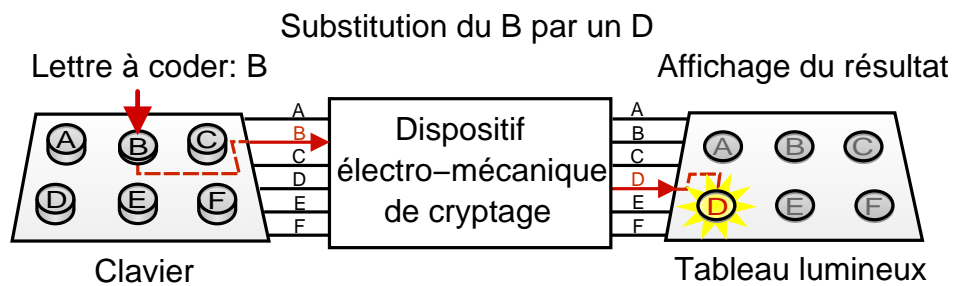 Substitution du B par un D
Lettre à coder: B
Affichage du résultat
A B C
D E F
A
B
C
D
E
F
Dispositif
électro−mécanique
de cryptage
A
B
C
D
E
F
A B C
D E F
Clavier
Tableau lumineux